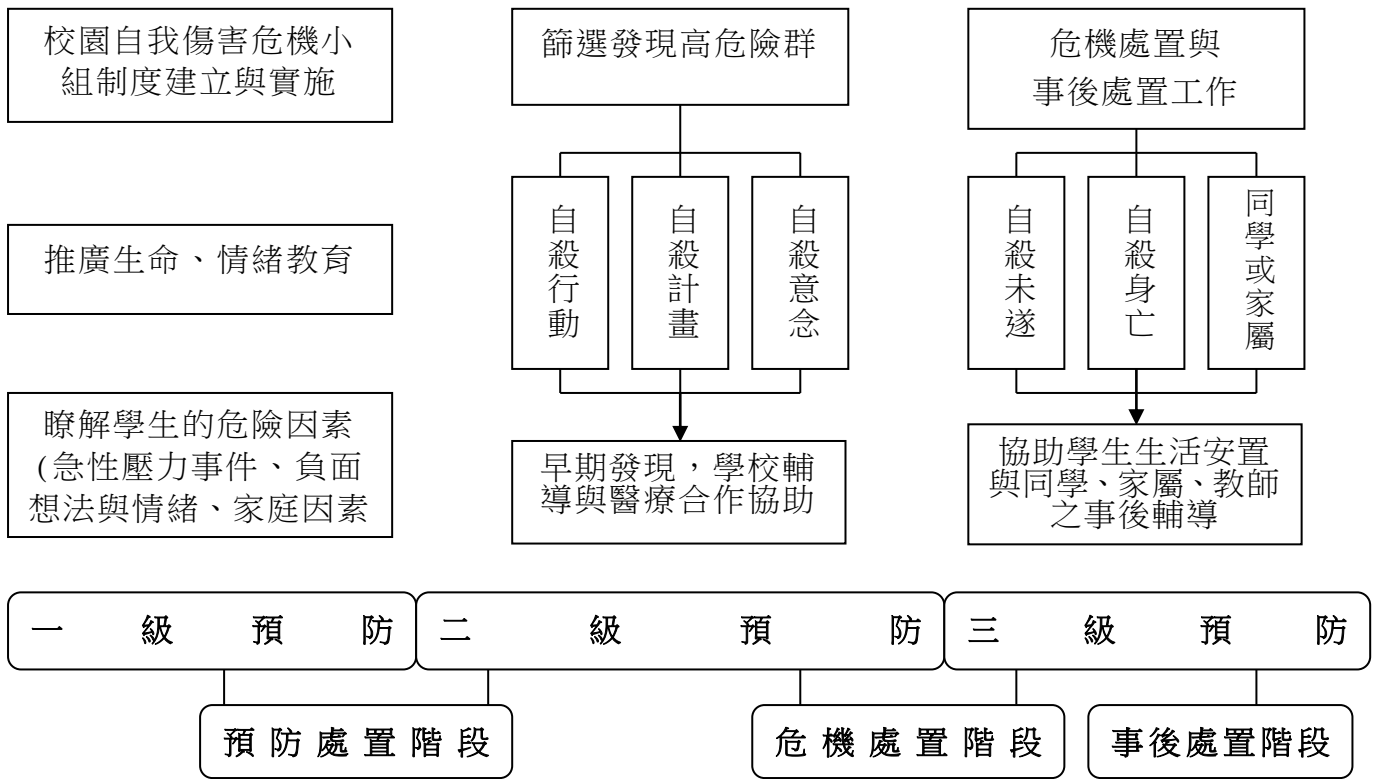 校園自我傷害危機小
組制度建立與實施
推廣生命、情緒教育
瞭解學生的危險因素
(急性壓力事件、負面
想法與情緒、家庭因素
篩選發現高危險群
自殺行動
自殺計畫
自殺意念
早期發現，學校輔
導與醫療合作協助
危機處置與
事後處置工作
自殺未遂
自殺身亡
同學或家屬
協助學生生活安置
與同學、家屬、教師
之事後輔導
一級預防
二級預防
三級預防
預防處置階段
危機處置階段
事後處置階段